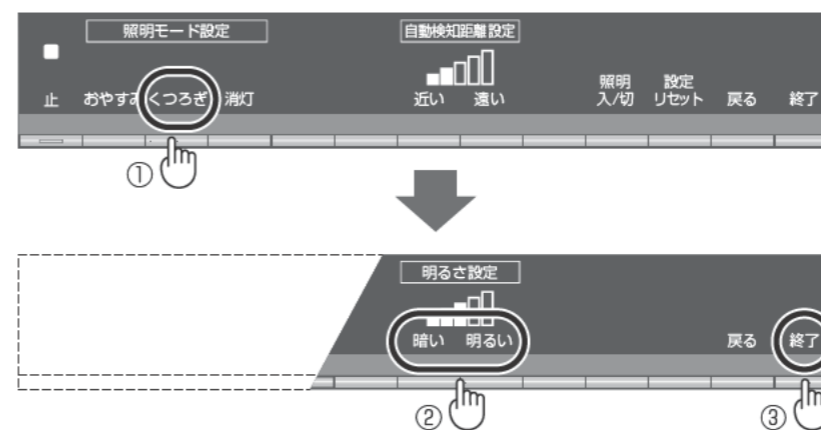 照明モード設定
自動検知距離設定
止 おやすみ くつろぎ 消灯
近い 遠い
照明
入/切
設定
リセット
戻る
終了
①
明るさ設定
暗い 明るい
戻る
終了
②
③